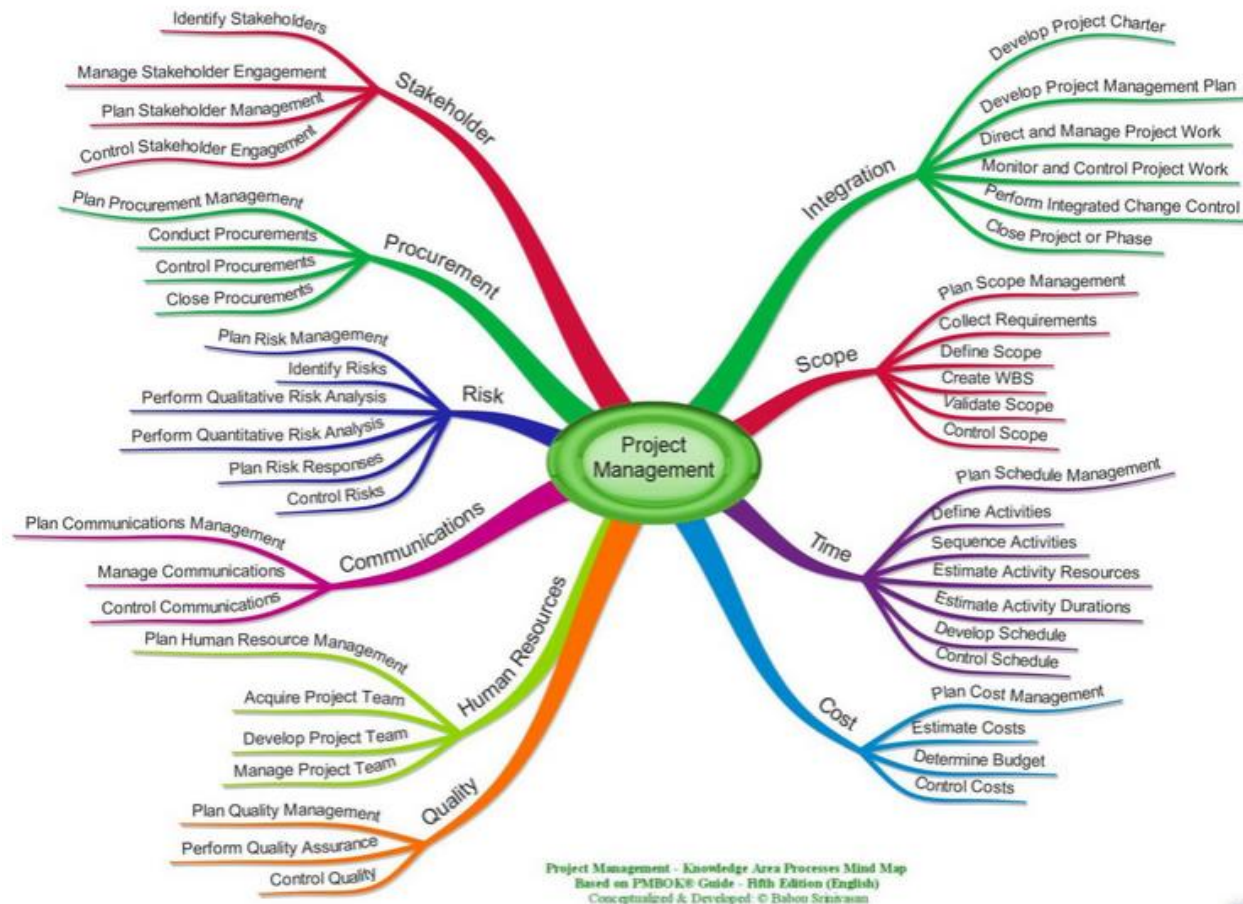 Identify Stakeholders
Manage Stakeholder Engagement
Plan Stakeholder Management
Control Stakeholder Engagement
Stakeholder
Plan Procurement Management
Conduct Procurements
Control Procurements
Close Procurements
Procurement
Plan Risk Management
Identify Risks
Perform Qualitative Risk Analysis
Perform Quantitative Risk Analysis
Plan Risk Responses
Control Risks
Risk
Plan Communications Management
Manage Communications
Control Communications
Communications
Plan Human Resource Management
Acquire Project Team
Develop Project Team
Manage Project Team
Human Resources
Plan Quality Management
Perform Quality Assurance
Control Quality
Quality
Project
Management
Integration
Develop Project Charter
Develop Project Management Plan
Direct and Manage Project Work
Monitor and Control Project Work
Perform Integrated Change Control
Close Project or Phase
Scope
Plan Scope Management
Collect Requirements
Define Scope
Create WBS
Validate Scope
Control Scope
Time
Plan Schedule Management
Define Activities
Sequence Activities
Estimate Activity Resources
Estimate Activity Durations
Develop Schedule
Control Schedule
Cost
Plan Cost Management
Estimate Costs
Determine Budget
Control Costs
Project Management - Knowledge Area Processes Mind Map
Based on PMBOK® Guide - Fifth Edition (English)
Conceptualized & Developed: © Babou Srinivasan